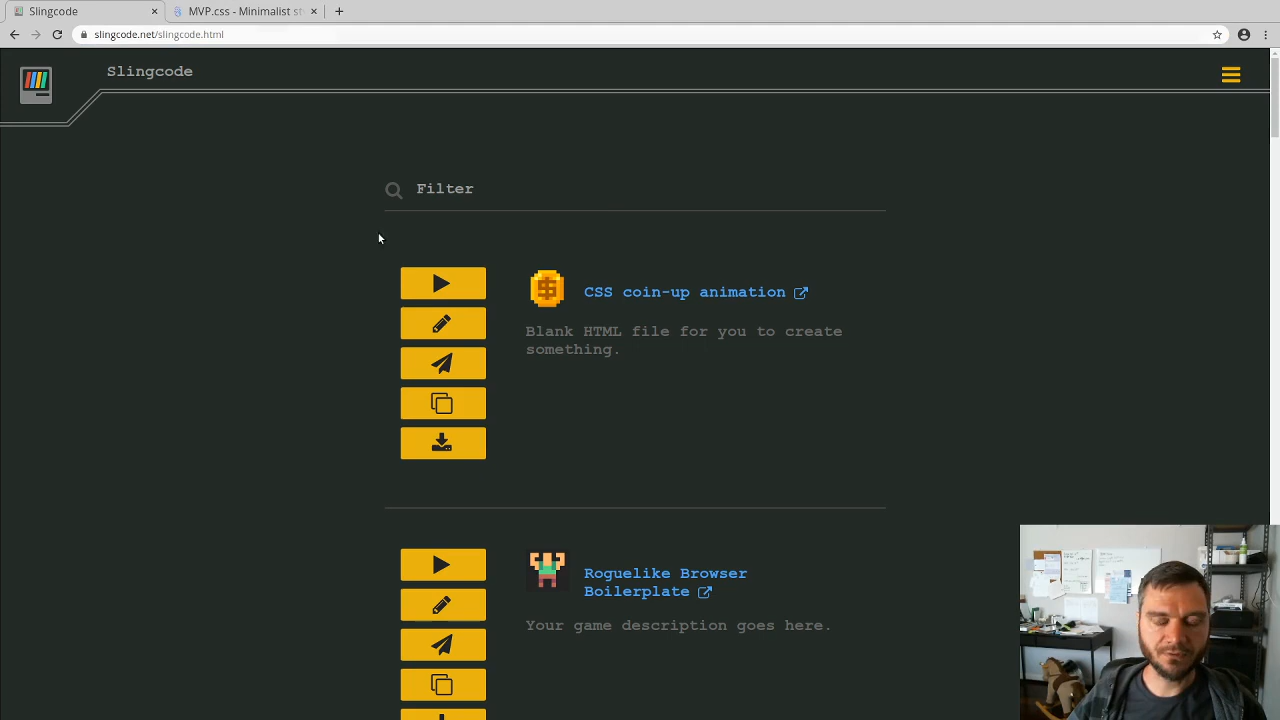 Slingcode
MVP.css - Minimalist st
slingcode.net/slingcode.html
Slingcode
Filter
CSS coin-up animation
Blank HTML file for you to create
something.
Roguelike Browser
Boilerplate
Your game description goes here.